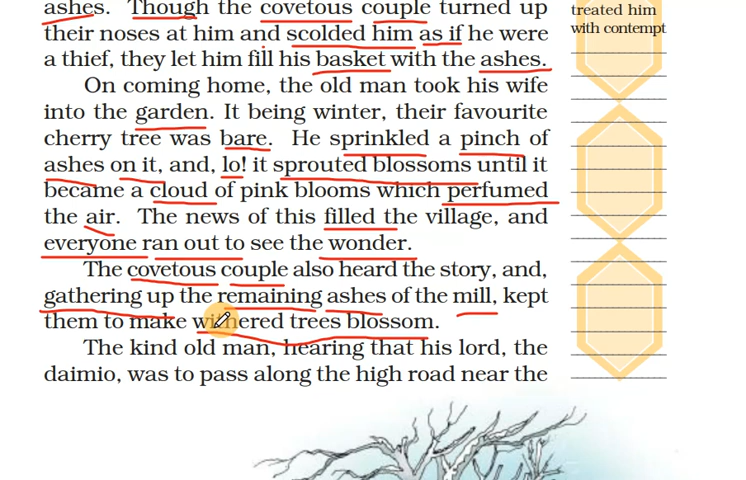 ashes. Though the covetous couple turned up
their noses at him and scolded him as if he were
a thief, they let him fill his basket with the ashes.
On coming home, the old man took his wife
into the garden. It being winter, their favourite
cherry tree was bare. He sprinkled a pinch of
ashes on it, and, lo! it sprouted blossoms until it
became a cloud of pink blooms which perfumed
the air. The news of this filled the village, and
everyone ran out to see the wonder.
The covetous couple also heard the story, and,
gathering up the remaining ashes of the mill, kept
them to make withered trees blossom.
The kind old man, hearing that his lord, the
daimio, was to pass along the high road near the
treated him
with contempt